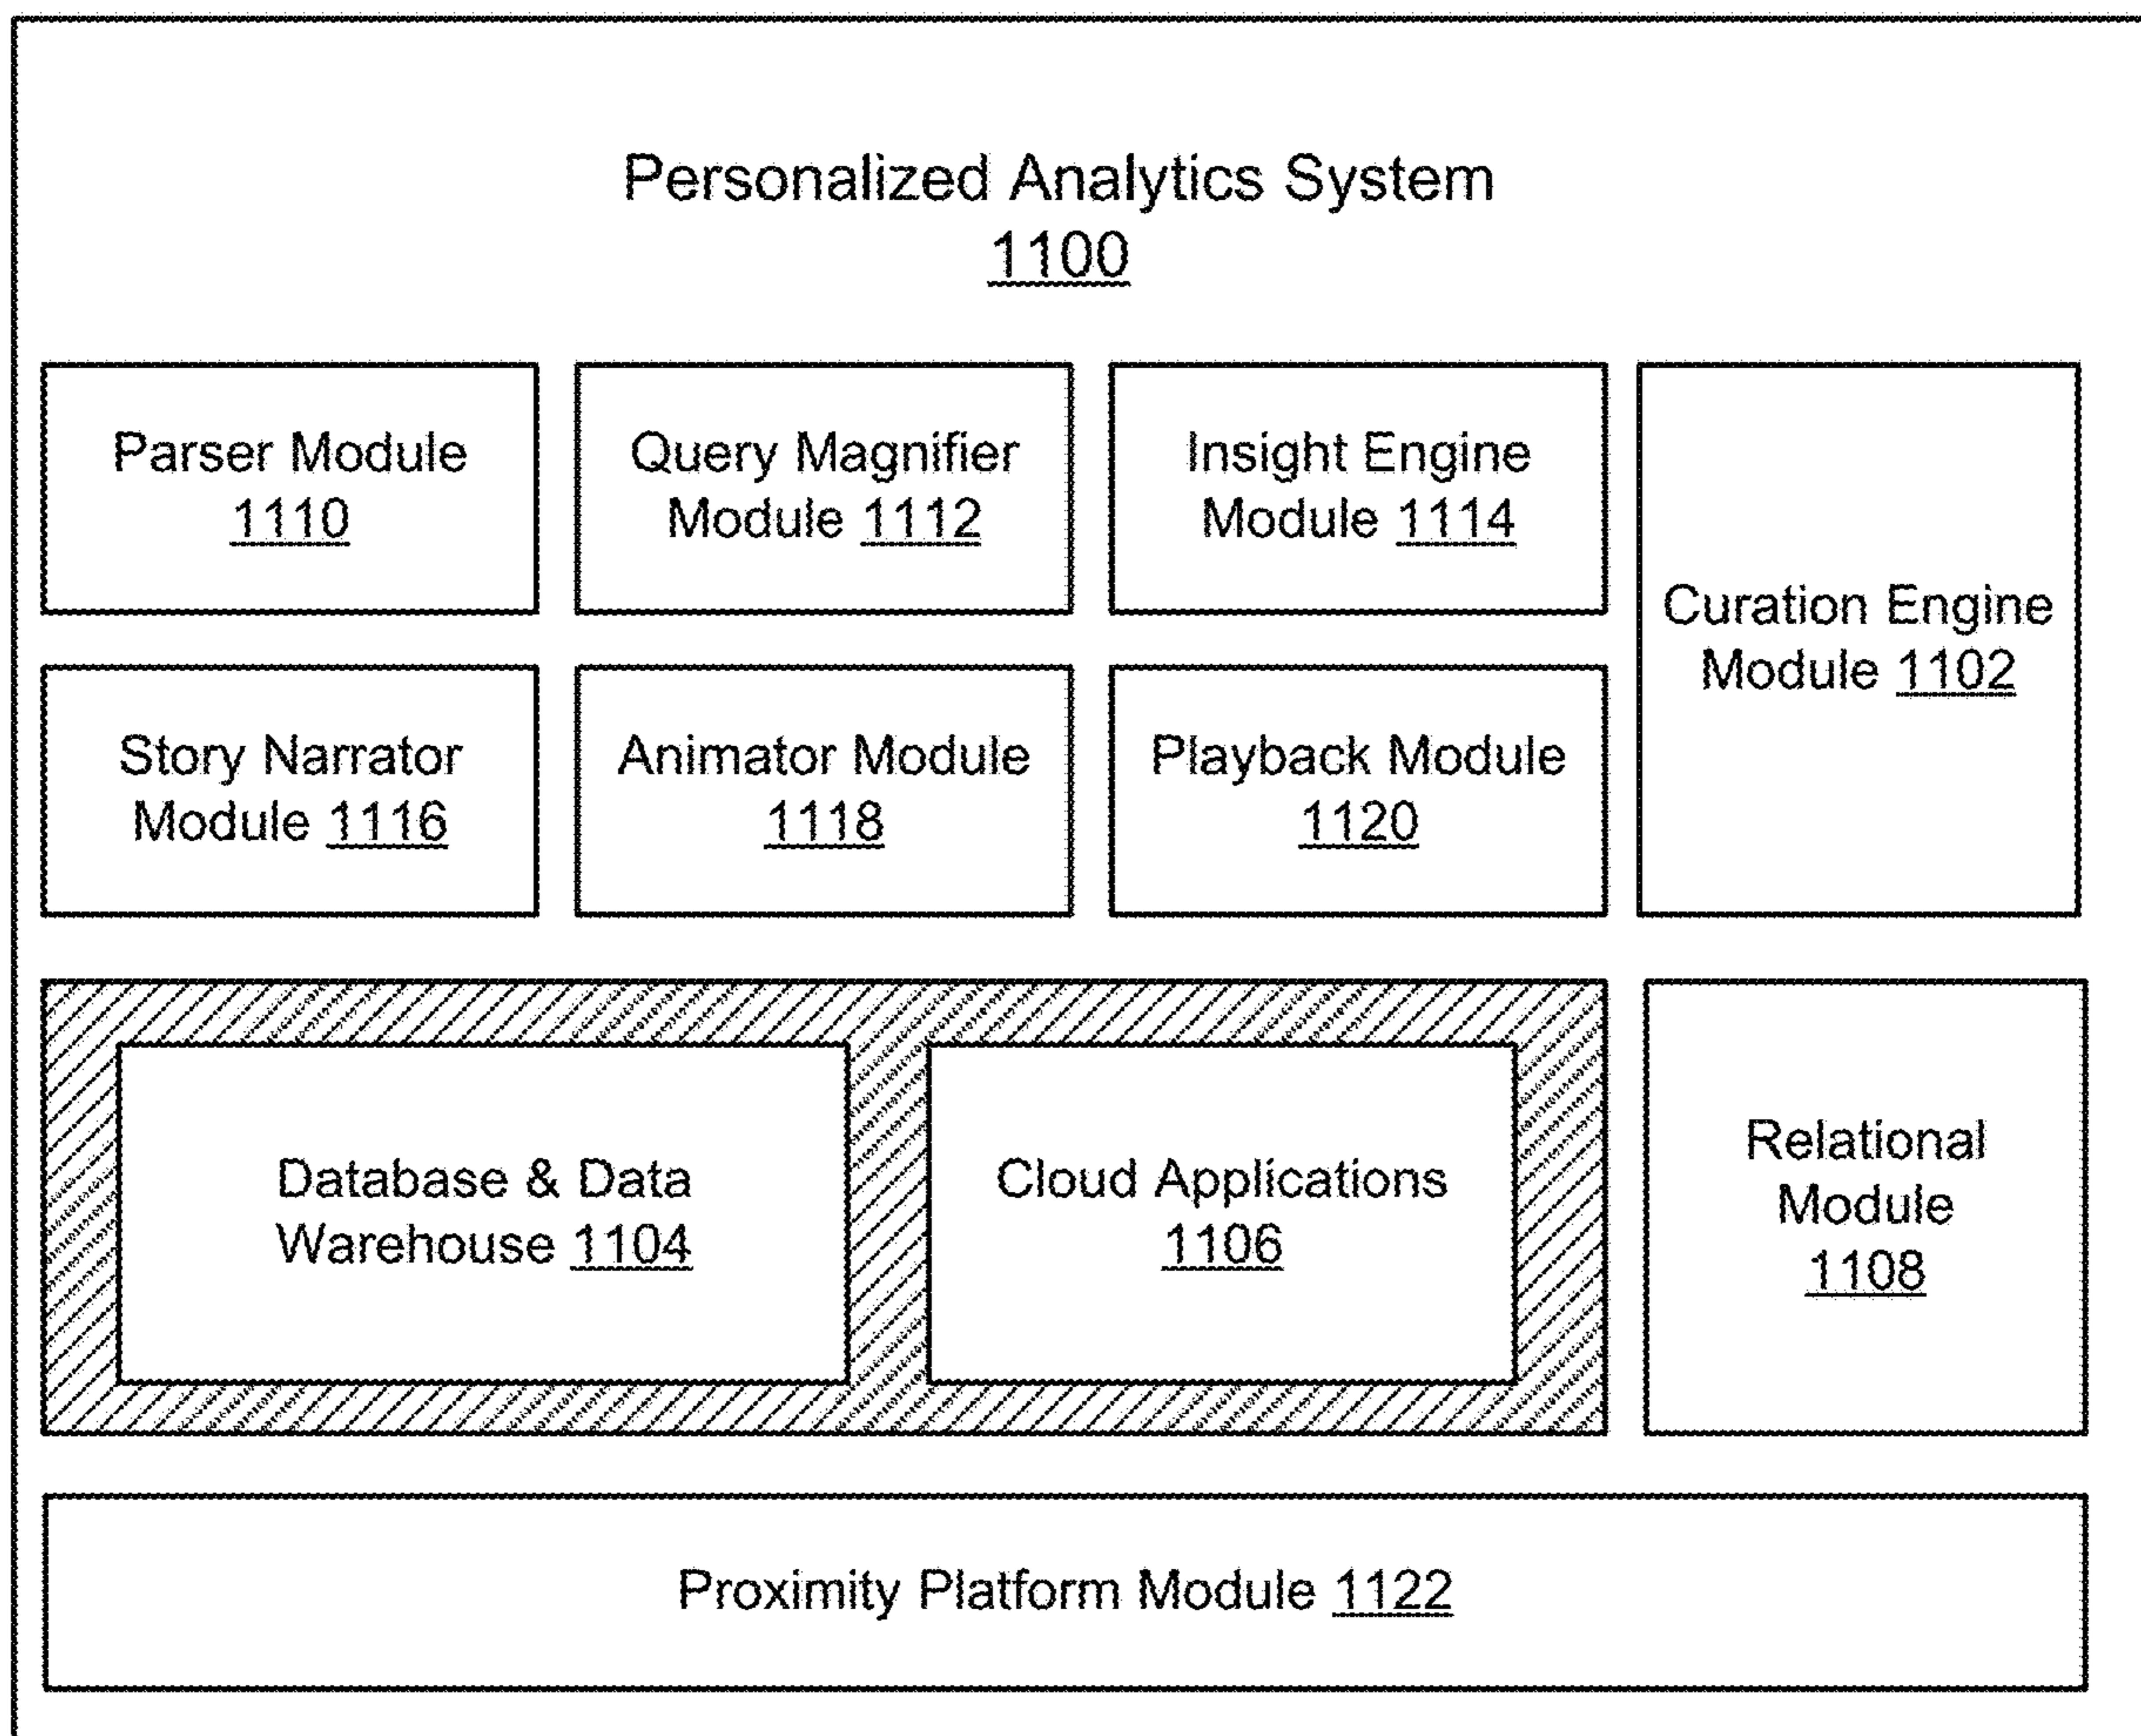 Personalized Analytics System
1100
Parser Module
1110
Query Magnifier
Module 1112
Insight Engine
Module 1114
Curation Engine
Module 1102
Story Narrator
Module 1116
Animator Module
1118
Playback Module
1120
Database & Data
Warehouse 1104
Cloud Applications
1106
Relational
Module
1108
Proximity Platform Module 1122